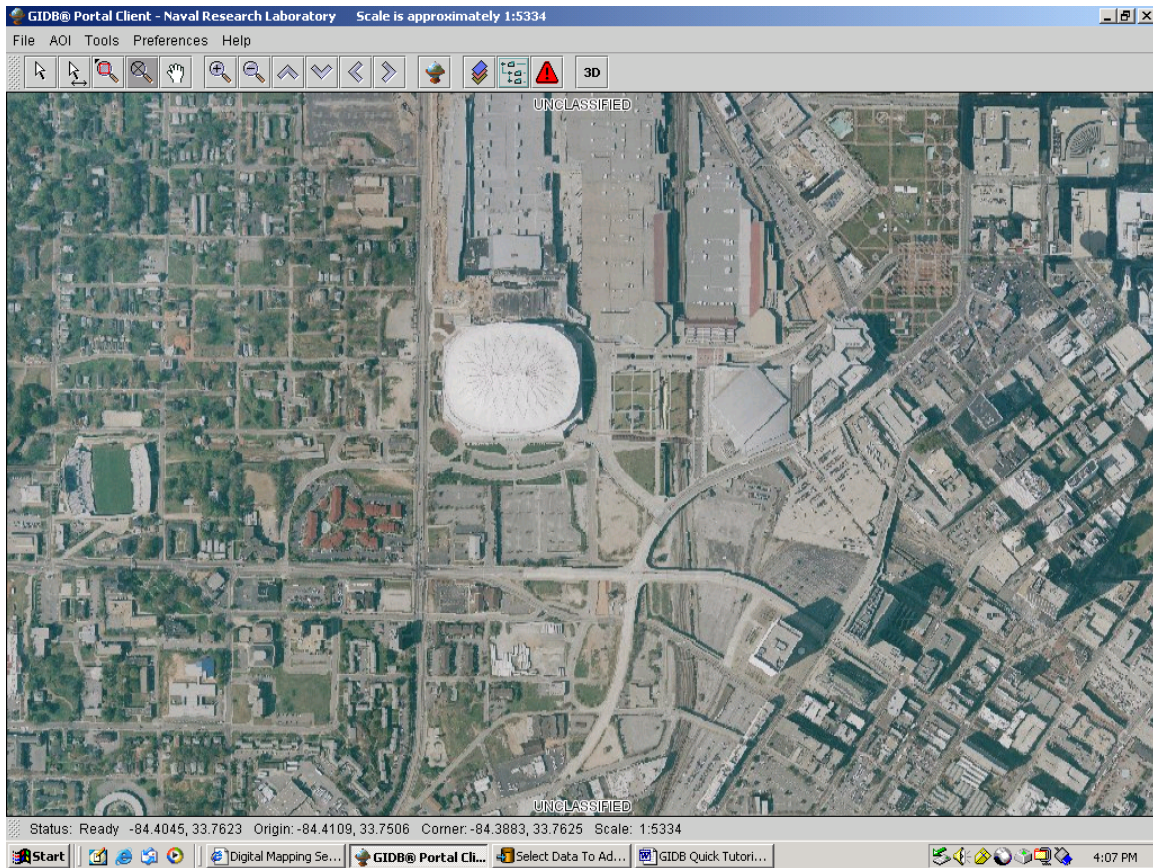 GIDB® Portal Client - Naval Research Laboratory Scale is approximately 1:5334
File AOI Tools Preferences Help
3D
UNCLASSIFIED
UNCLASSIFIED
Status: Ready -84.4045, 33.7623 Origin: -84.4109, 33.7506 Corner: -84.3883, 33.7625 Scale: 1:5334
Start Digital Mapping Se... GIDB® Portal Cli... Select Data To Ad... GIDB Quick Tutori... 4:07 PM